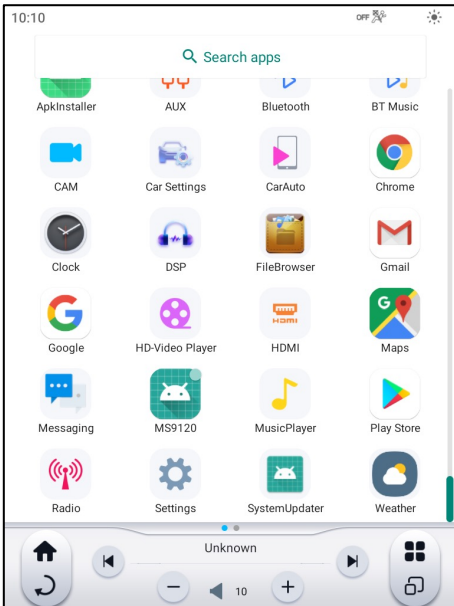 10:10 OFF
Search apps
ApkInstaller AUX Bluetooth BT Music
CAM Car Settings CarAuto Chrome
Clock DSP FileBrowser Gmail
G
HDMI
Google HD-Video Player HDMI Maps
Messaging MS9120 MusicPlayer Play Store
Radio Settings SystemUpdater Weather
Unknown
10